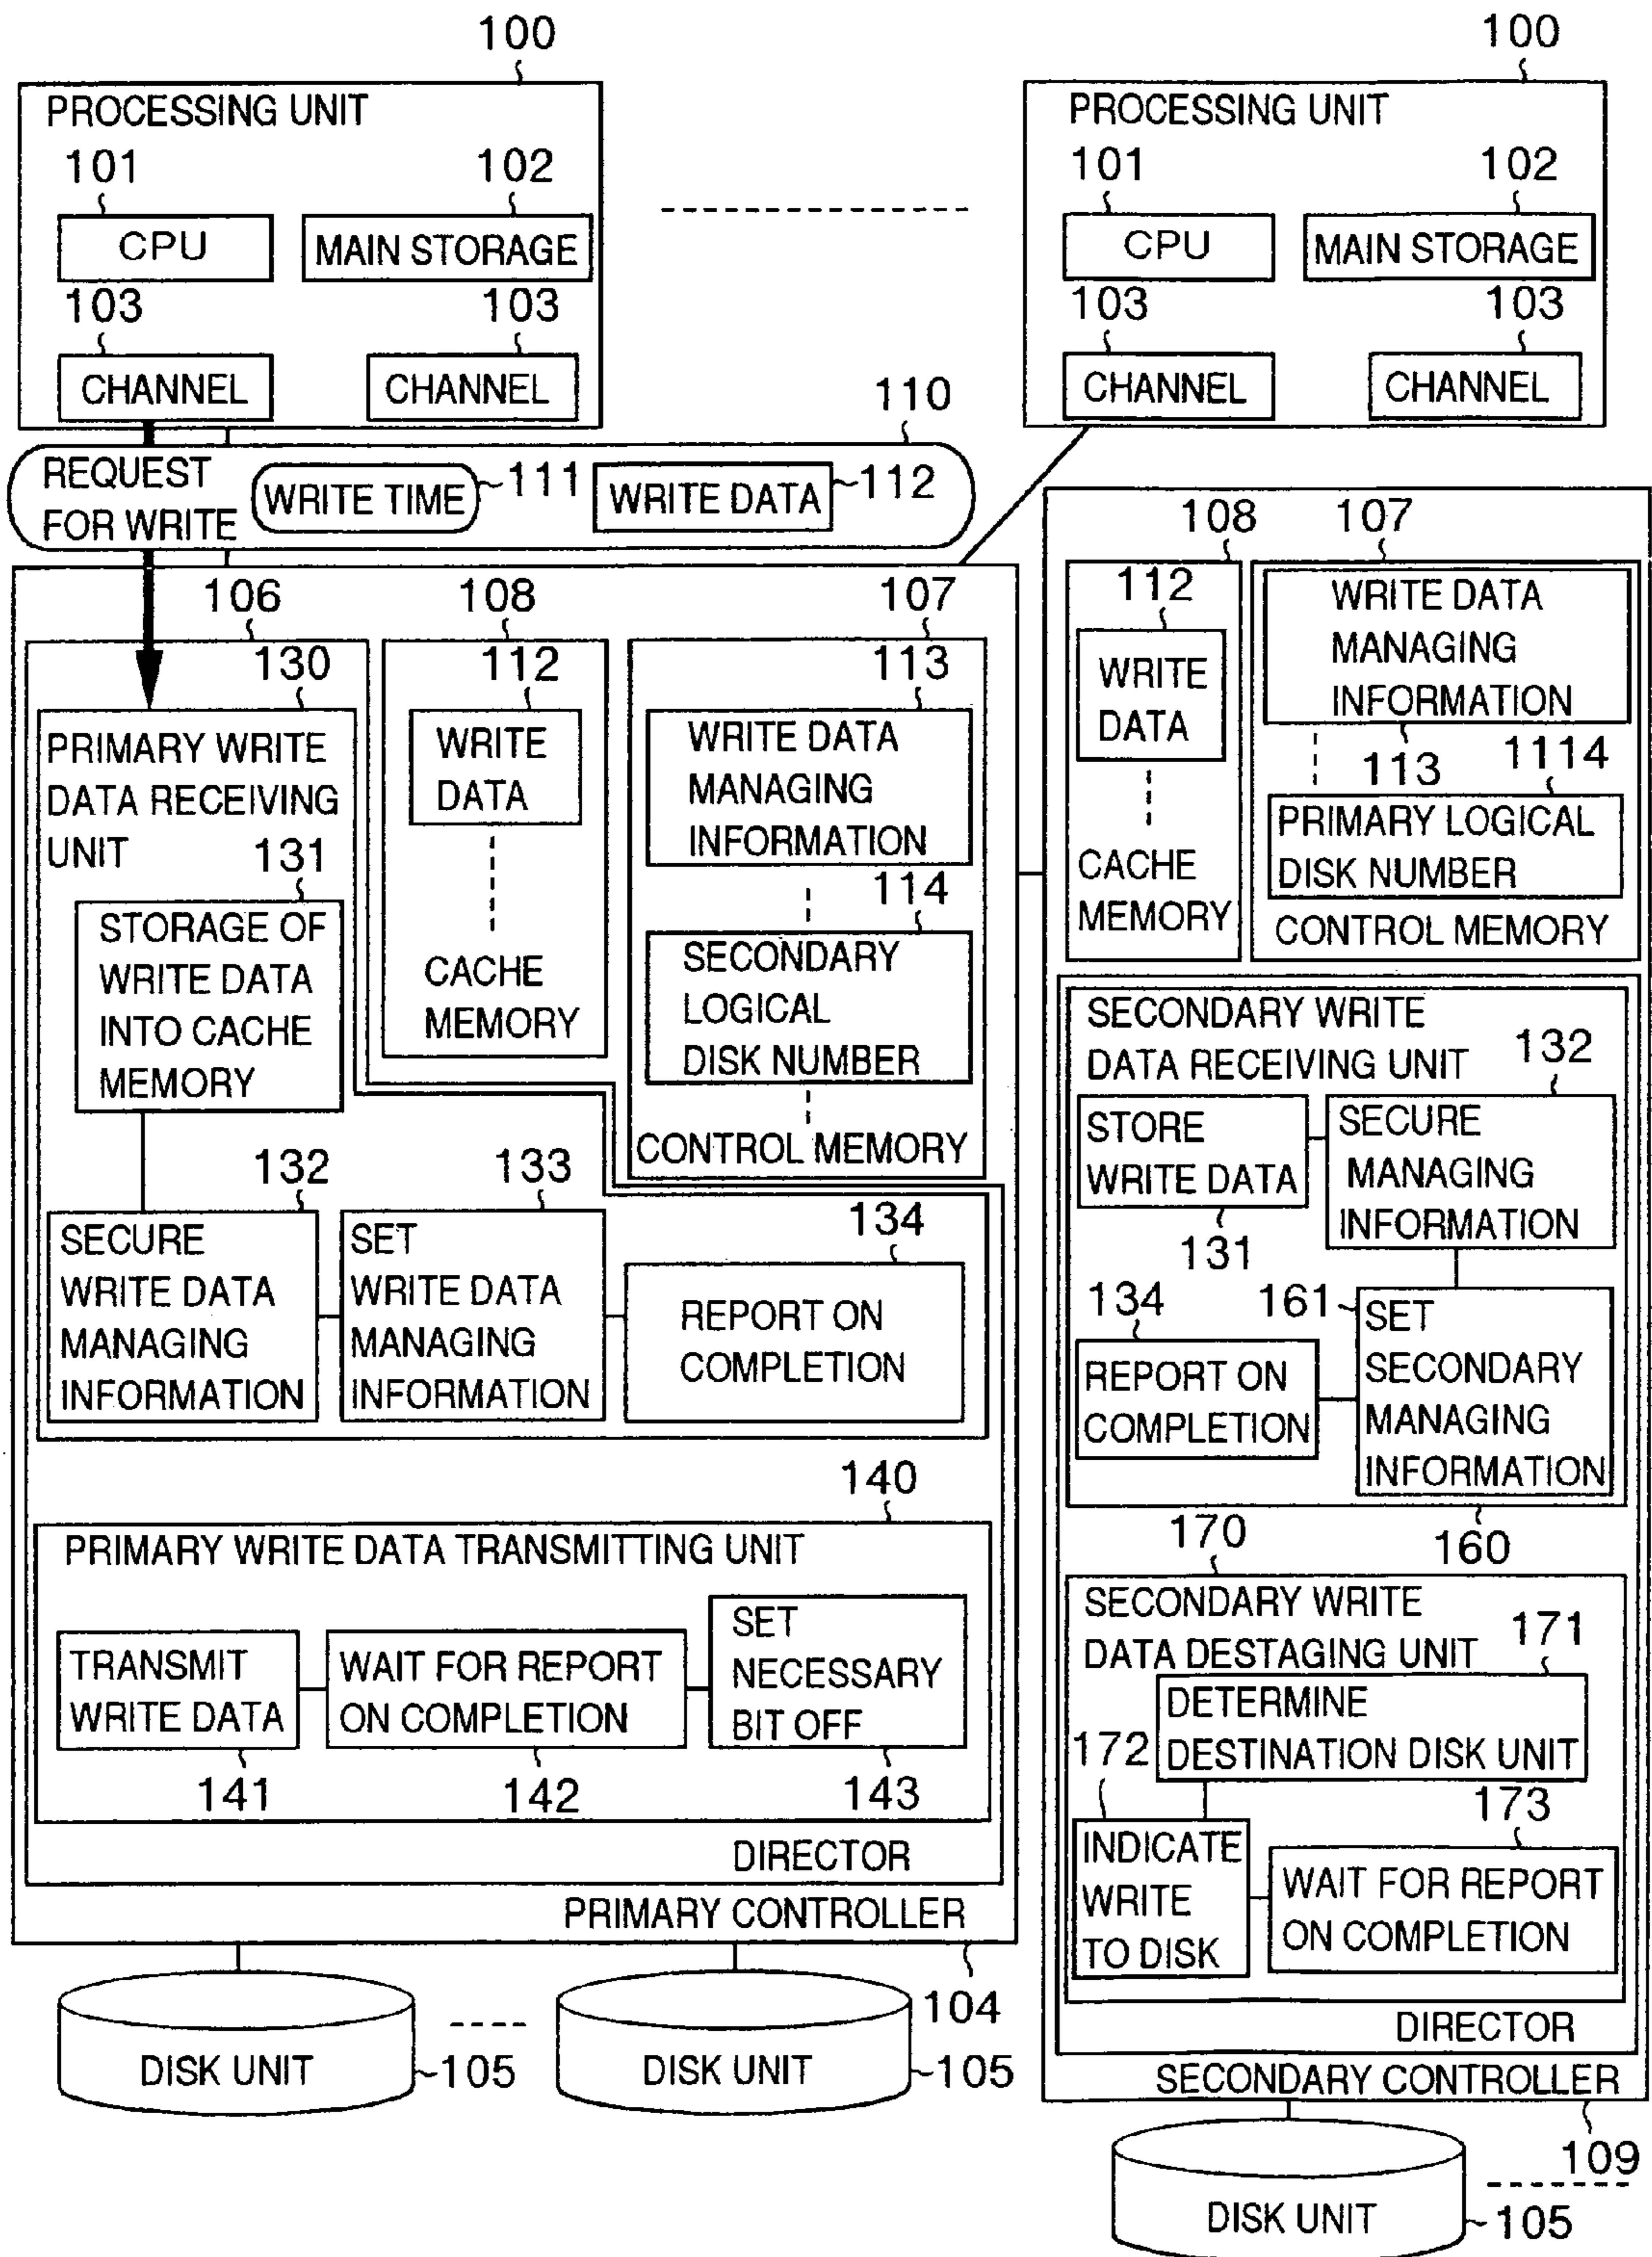 100
PROCESSING UNIT
101
102
CPU
MAIN STORAGE
103
103
CHANNEL
CHANNEL
100
PROCESSING UNIT
101
102
CPU
MAIN STORAGE
103
103
CHANNEL
CHANNEL
110
REQUEST
FOR WRITE
WRITE TIME
111
WRITE DATA
112
106
108
107
130
PRIMARY WRITE
DATA RECEIVING
UNIT
131
STORAGE OF
WRITE DATA
INTO CACHE
MEMORY
112
WRITE
DATA
CACHE
MEMORY
113
WRITE DATA
MANAGING
INFORMATION
114
SECONDARY
LOGICAL
DISK NUMBER
CONTROL MEMORY
132
SECURE
WRITE DATA
MANAGING
INFORMATION
133
SET
WRITE DATA
MANAGING
INFORMATION
134
REPORT ON
COMPLETION
140
PRIMARY WRITE DATA TRANSMITTING UNIT
TRANSMIT
WRITE DATA
141
WAIT FOR REPORT
ON COMPLETION
142
SET
NECESSARY
BIT OFF
143
DIRECTOR
PRIMARY CONTROLLER
104
DISK UNIT
105
DISK UNIT
105
108
107
112
WRITE
DATA
CACHE
MEMORY
WRITE DATA
MANAGING
INFORMATION
113
1114
PRIMARY LOGICAL
DISK NUMBER
CONTROL MEMORY
SECONDARY WRITE
DATA RECEIVING UNIT
132
STORE
WRITE DATA
131
SECURE
MANAGING
INFORMATION
134
REPORT ON
COMPLETION
161
SET
SECONDARY
MANAGING
INFORMATION
160
170
SECONDARY WRITE
DATA DESTAGING UNIT
171
DETERMINE
DESTINATION DISK UNIT
172
INDICATE
WRITE
TO DISK
173
WAIT FOR REPORT
ON COMPLETION
DIRECTOR
SECONDARY CONTROLLER
109
DISK UNIT
105